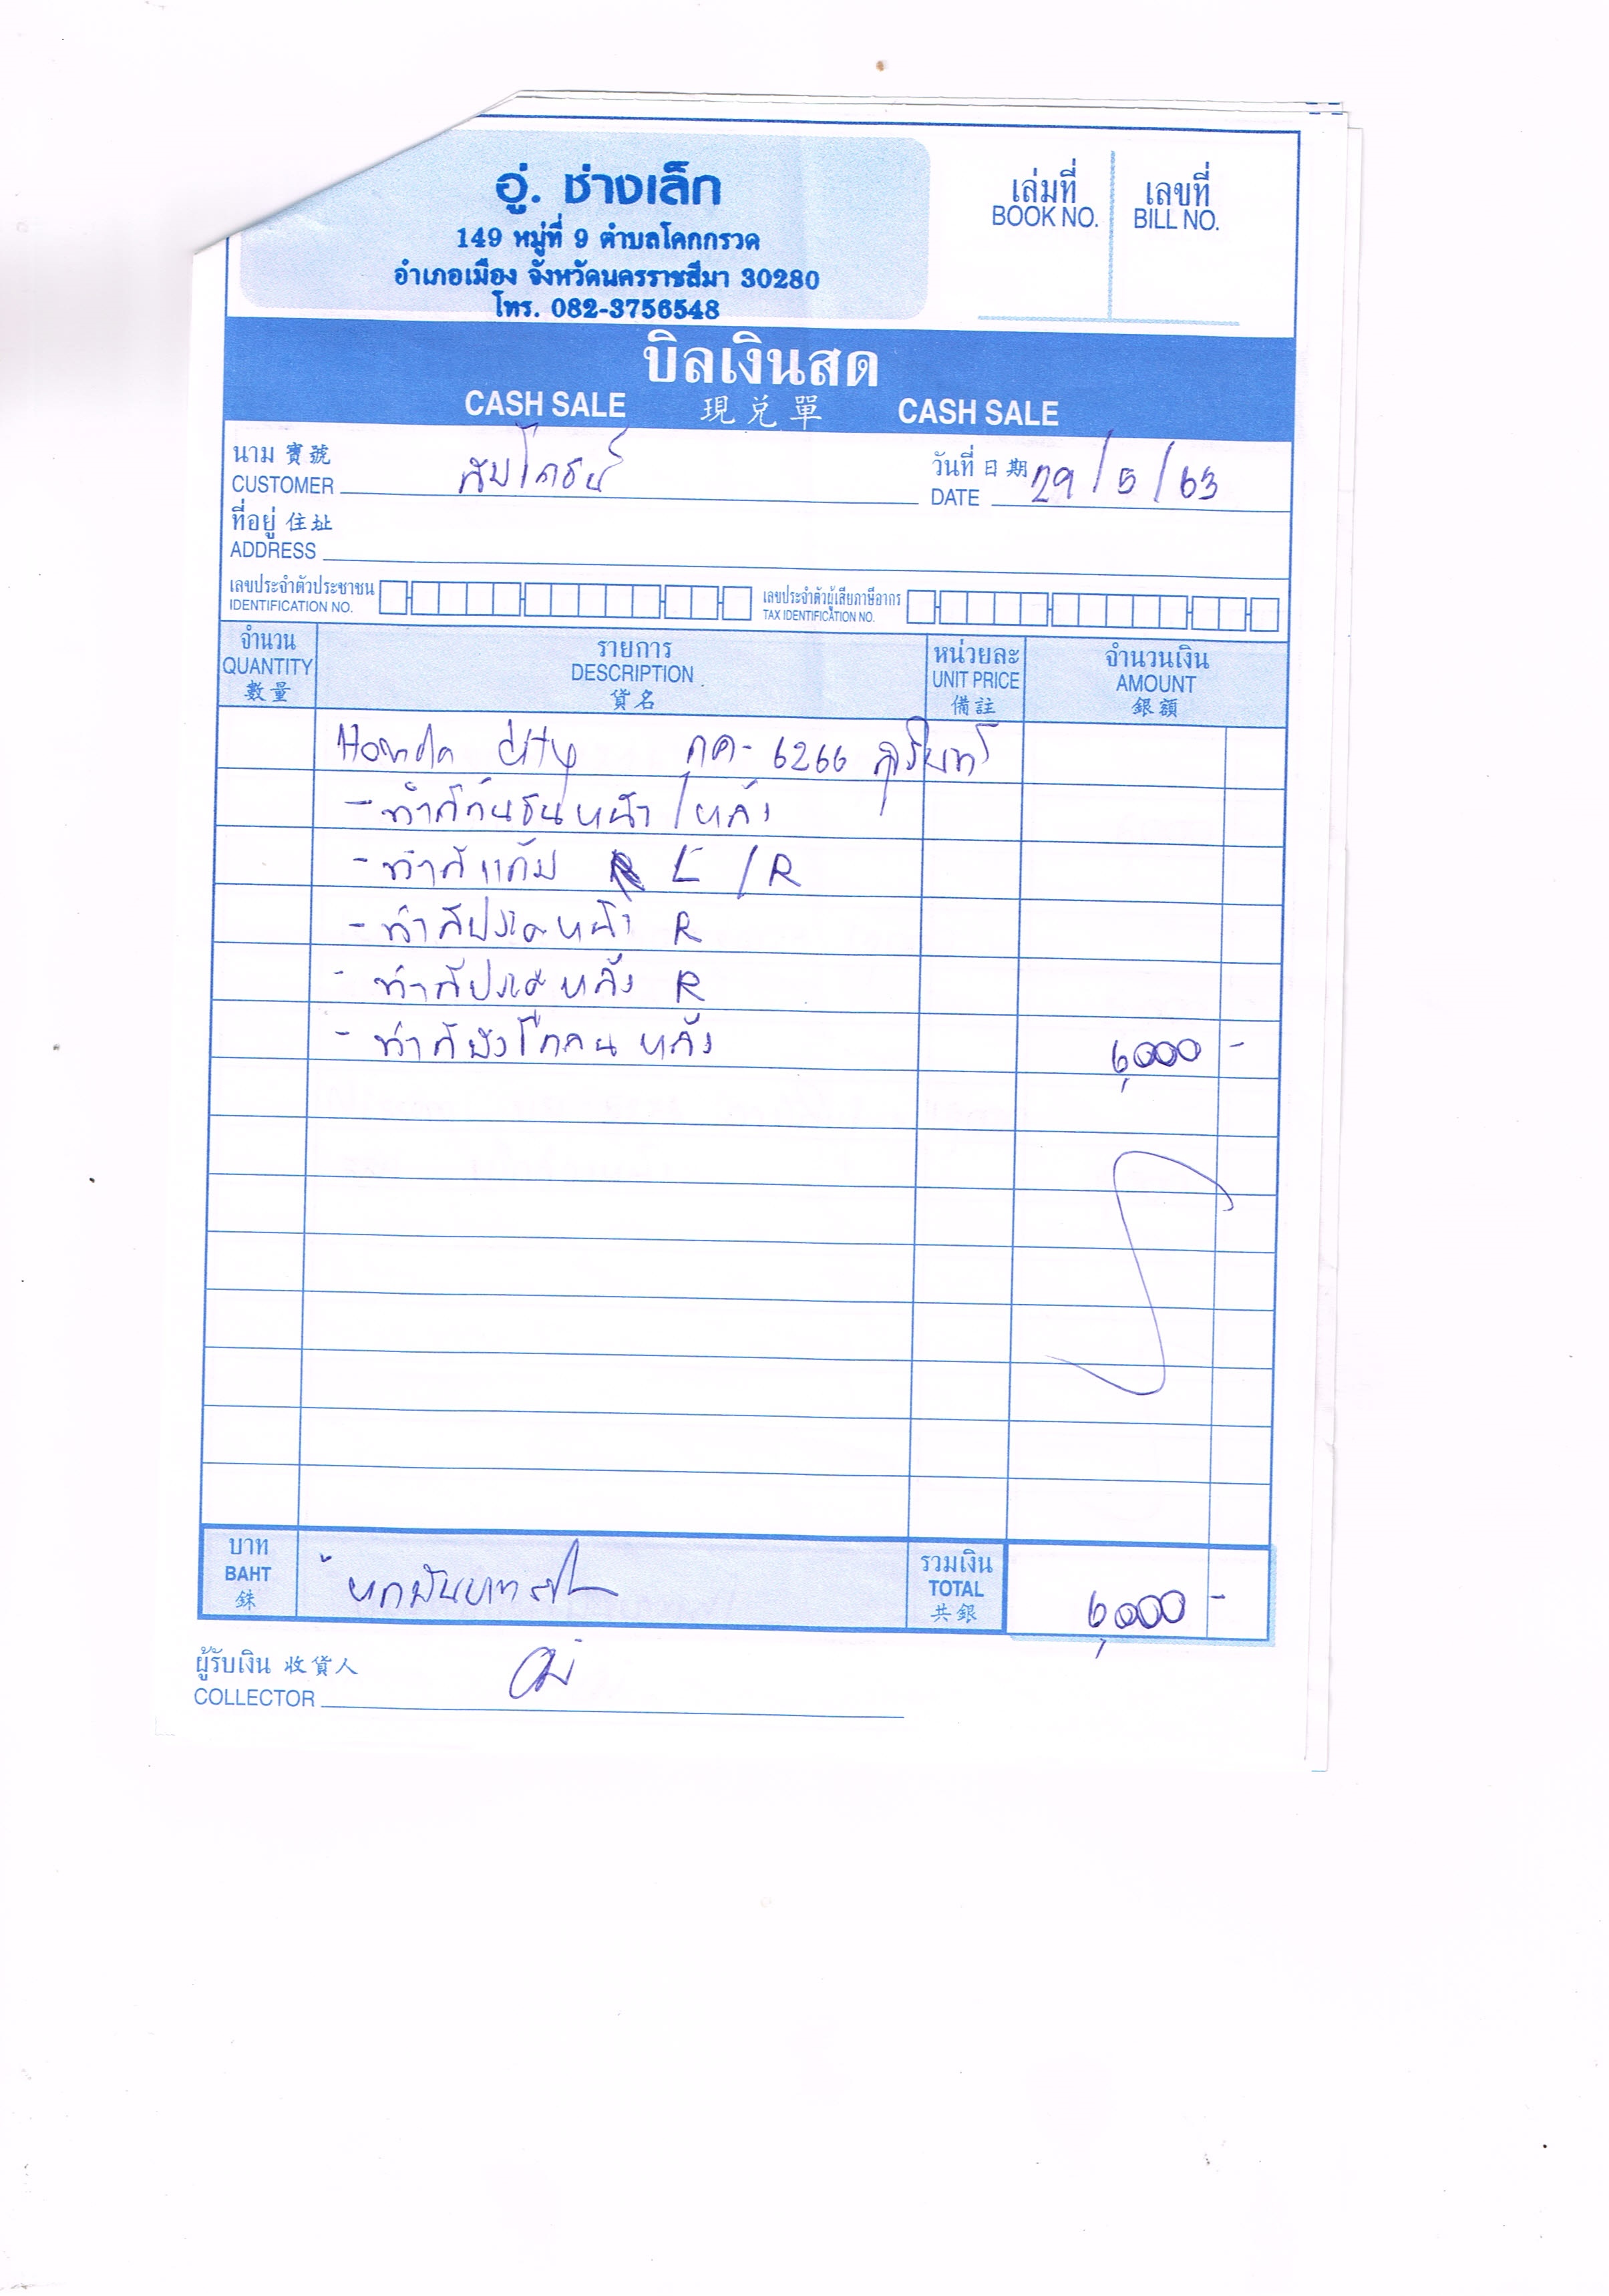 อู่. ช่างเล็ก
149 หมู่ที่ 9 ตำบลโคกกรวด
อำเภอเมือง จังหวัดนครราชสีมา 30280
โทร. 082-3756548
เล่มที่ เลขที่
BOOK NO. BILL NO.
บิลเงินสด
CASH SALE 現兌單 CASH SALE
นาม 寶號 วันที่ 日期 29/5/63
CUSTOMER DATE
ที่อยู่ 住址
ADDRESS
เลขประจำตัวประชาชน เลขประจำตัวผู้เสียภาษีอากร
IDENTIFICATION NO. TAX IDENTIFICATION NO.
จำนวน รายการ หน่วยละ จำนวนเงิน
QUANTITY DESCRIPTION UNIT PRICE AMOUNT
數量 貨名 備註 銀額
Honda city กค- 6266 สุรินทร์
- ทำสีกันชนหน้า / หลัง
- ทำสีแก้ม L / R
- ทำสีประตูหน้า R
- ทำสีประตูหลัง R
- ทำสีบังโคลนหลัง 6,000 -
บาท รวมเงิน
BAHT หกพันบาท TOTAL 6,000 -
銖 共銀
ผู้รับเงิน 收貨人
COLLECTOR